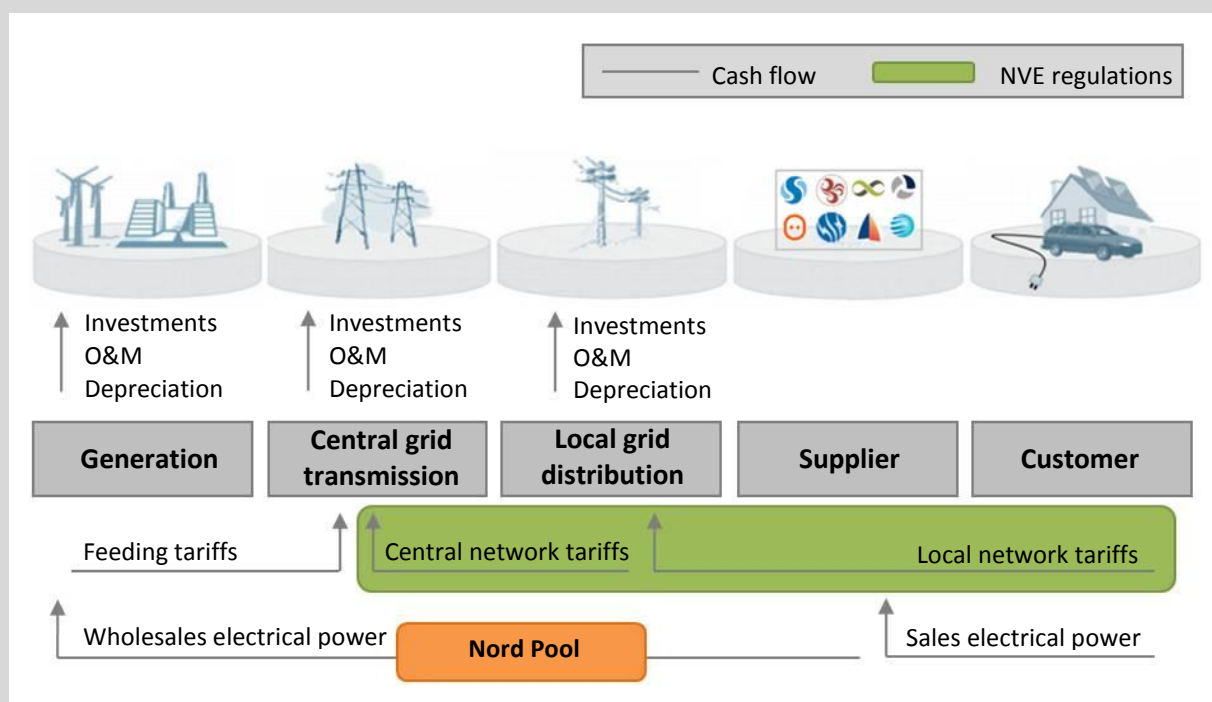 Cash flow
NVE regulations
Investments
O&M
Depreciation
Investments
O&M
Depreciation
Investments
O&M
Depreciation
Generation
Central grid
transmission
Local grid
distribution
Supplier
Customer
Feeding tariffs
Central network tariffs
Local network tariffs
Wholesales electrical power
Nord Pool
Sales electrical power